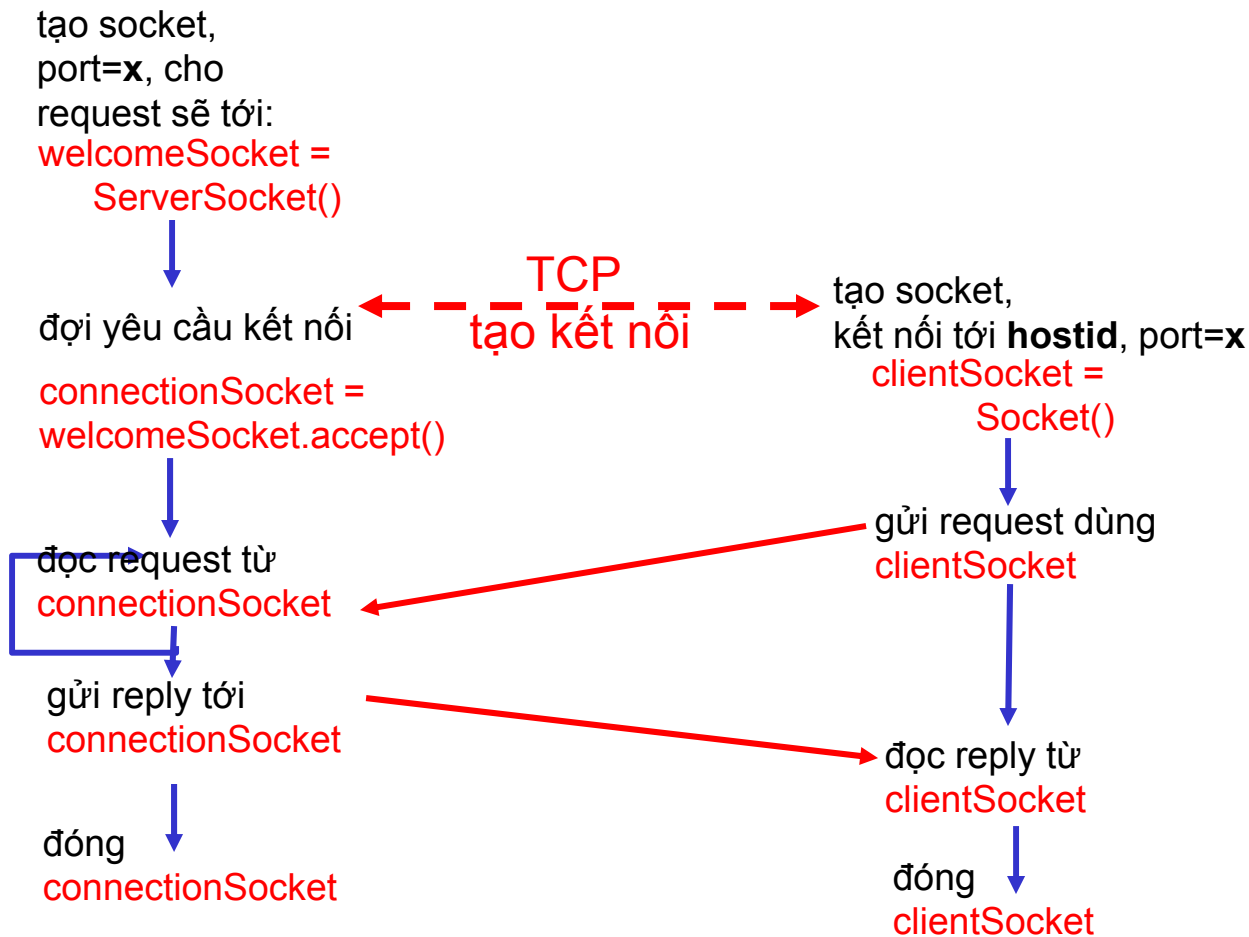 tạo socket,
port=x, cho
request sẽ tới:
welcomeSocket =
ServerSocket()
đợi yêu cầu kết nối
connectionSocket =
welcomeSocket.accept()
đọc request từ
connectionSocket
gửi reply tới
connectionSocket
đóng
connectionSocket
TCP
tạo kết nối
tạo socket,
kết nối tới hostid, port=x
clientSocket =
Socket()
gửi request dùng
clientSocket
đọc reply từ
clientSocket
đóng
clientSocket